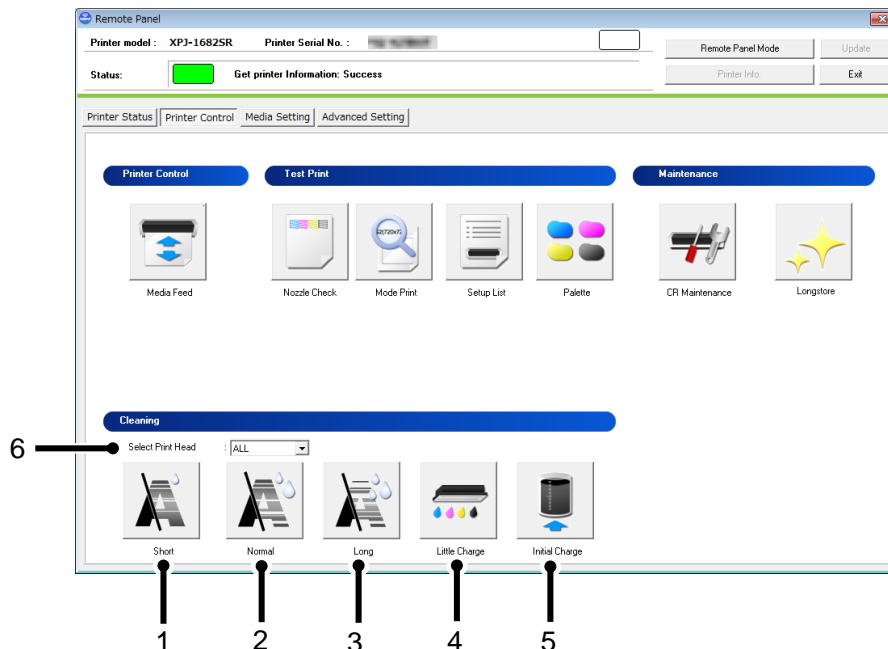 Remote Panel
Printer model : XPJ-1682SR Printer Serial No. :
Remote Panel Mode Update
Status: Get printer Information: Success
Printer Info. Exit
Printer Status Printer Control Media Setting Advanced Setting
Printer Control Test Print Maintenance
62(720x72
Media Feed Nozzle Check Mode Print Setup List Palette CR Maintenance Longstore
Cleaning
6 Select Print Head : ALL
Short Normal Long Little Charge Initial Charge
1 2 3 4 5